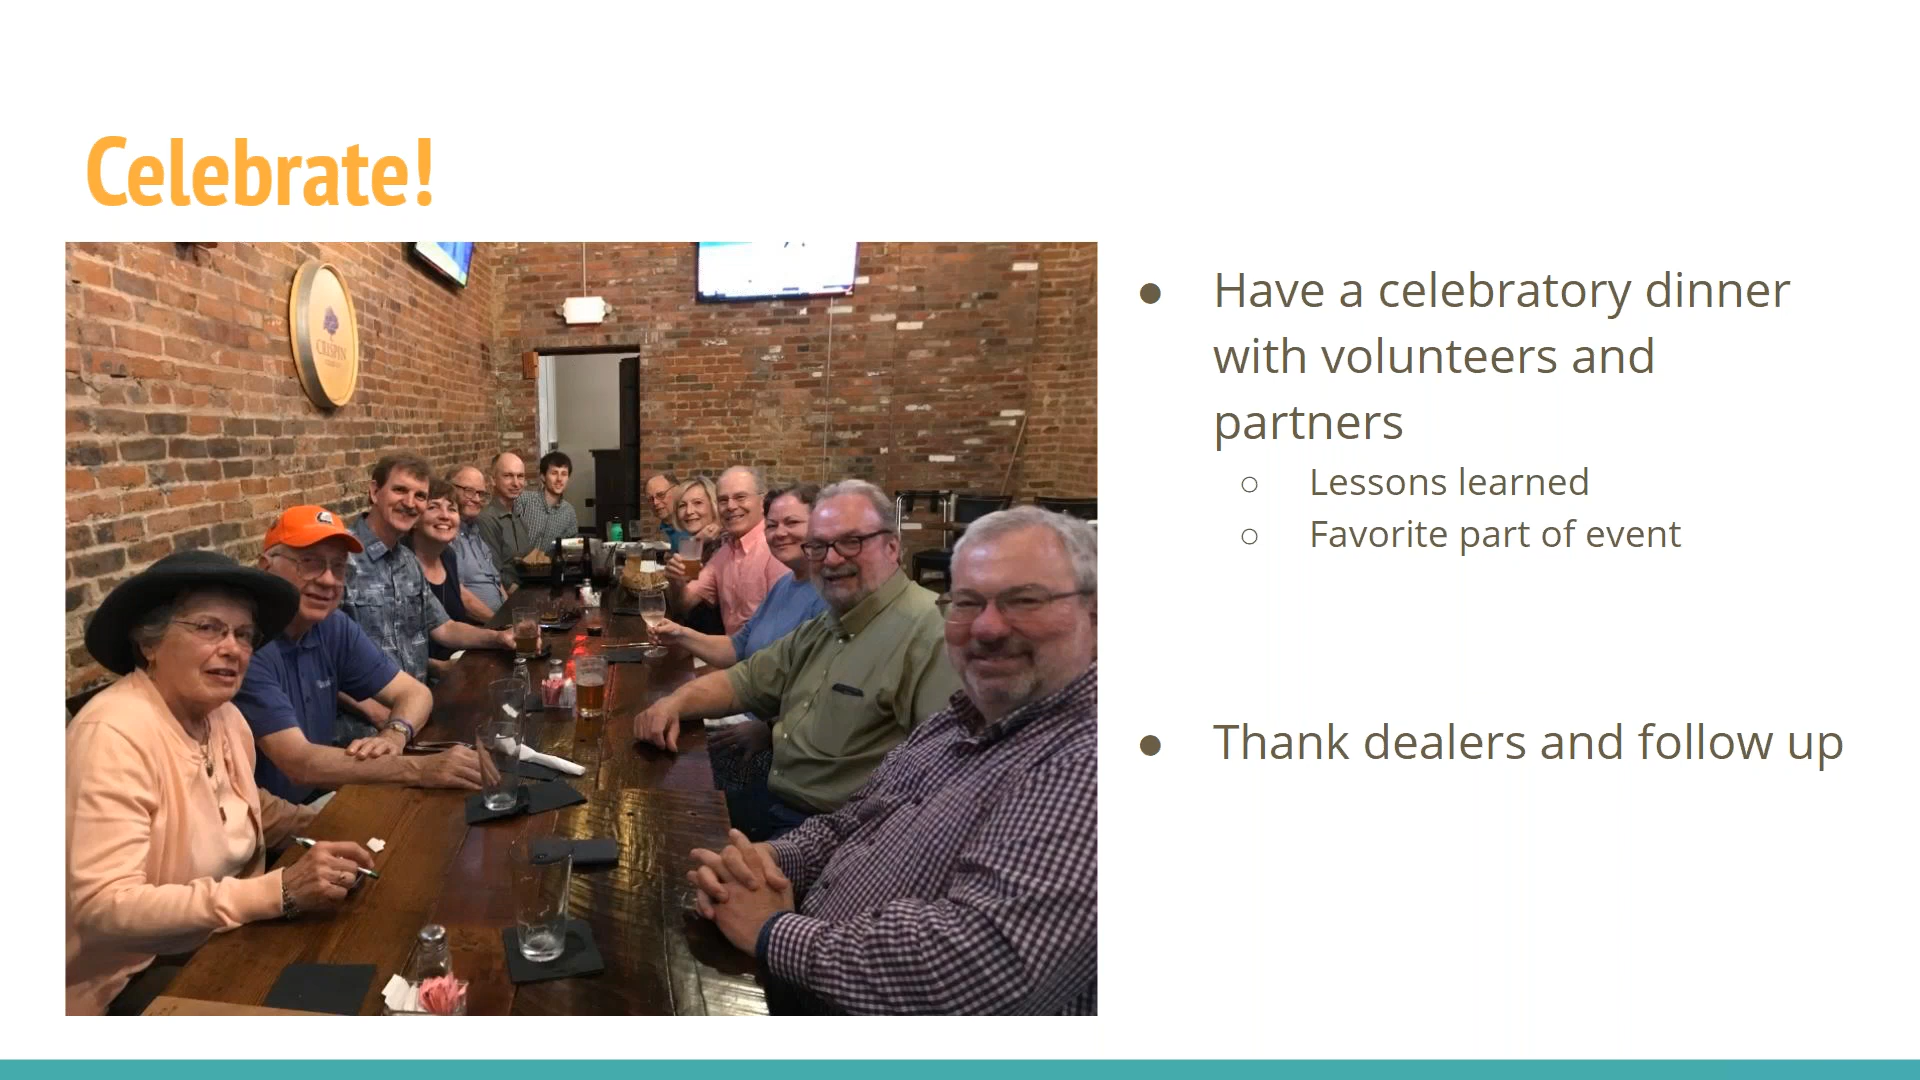 Celebrate!
CRISPIN
● Have a celebratory dinner
with volunteers and
partners
○ Lessons learned
○ Favorite part of event
● Thank dealers and follow up